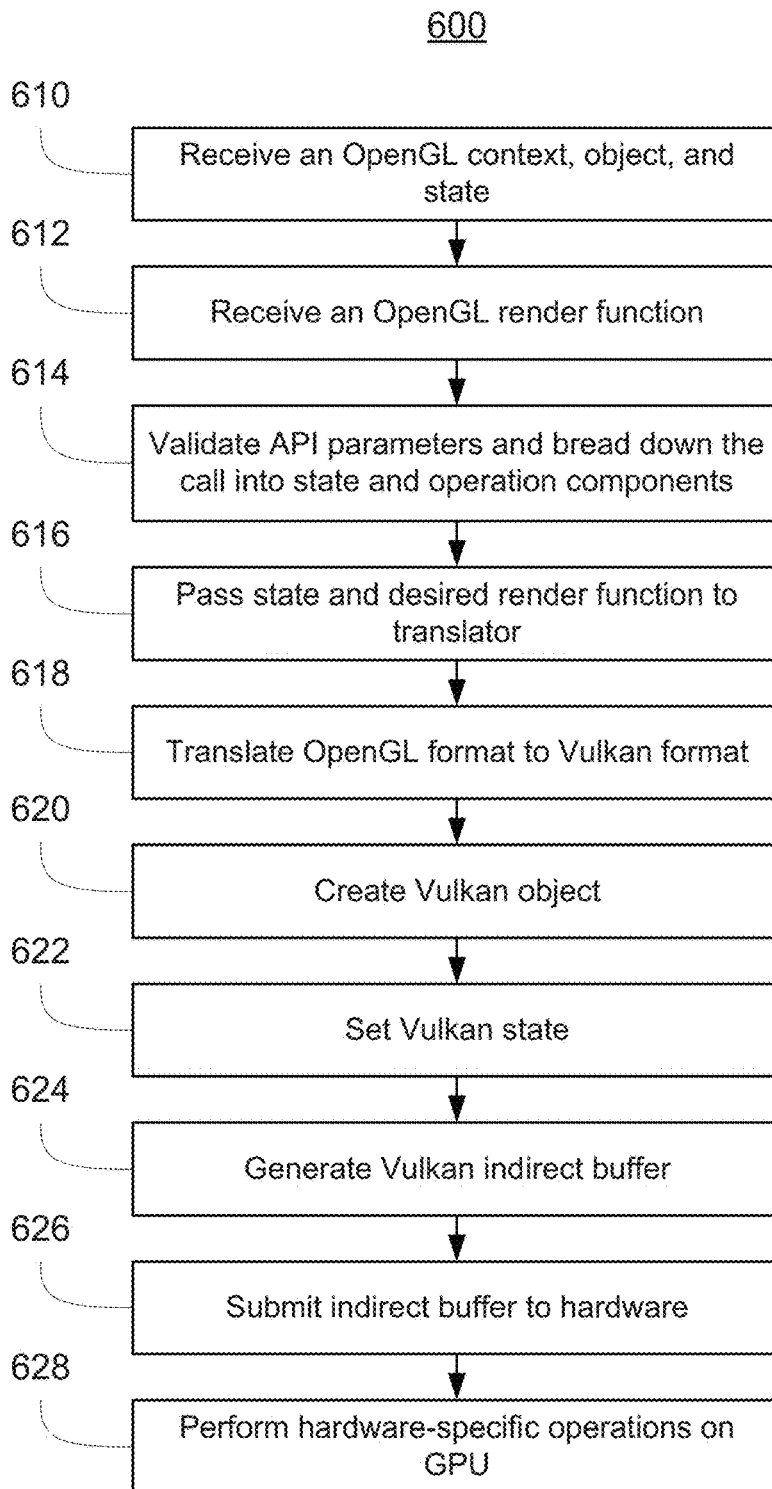 600
610
Receive an OpenGL context, object, and
state
612
Receive an OpenGL render function
614
Validate API parameters and bread down the
call into state and operation components
616
Pass state and desired render function to
translator
618
Translate OpenGL format to Vulkan format
620
Create Vulkan object
622
Set Vulkan state
624
Generate Vulkan indirect buffer
626
Submit indirect buffer to hardware
628
Perform hardware-specific operations on
GPU